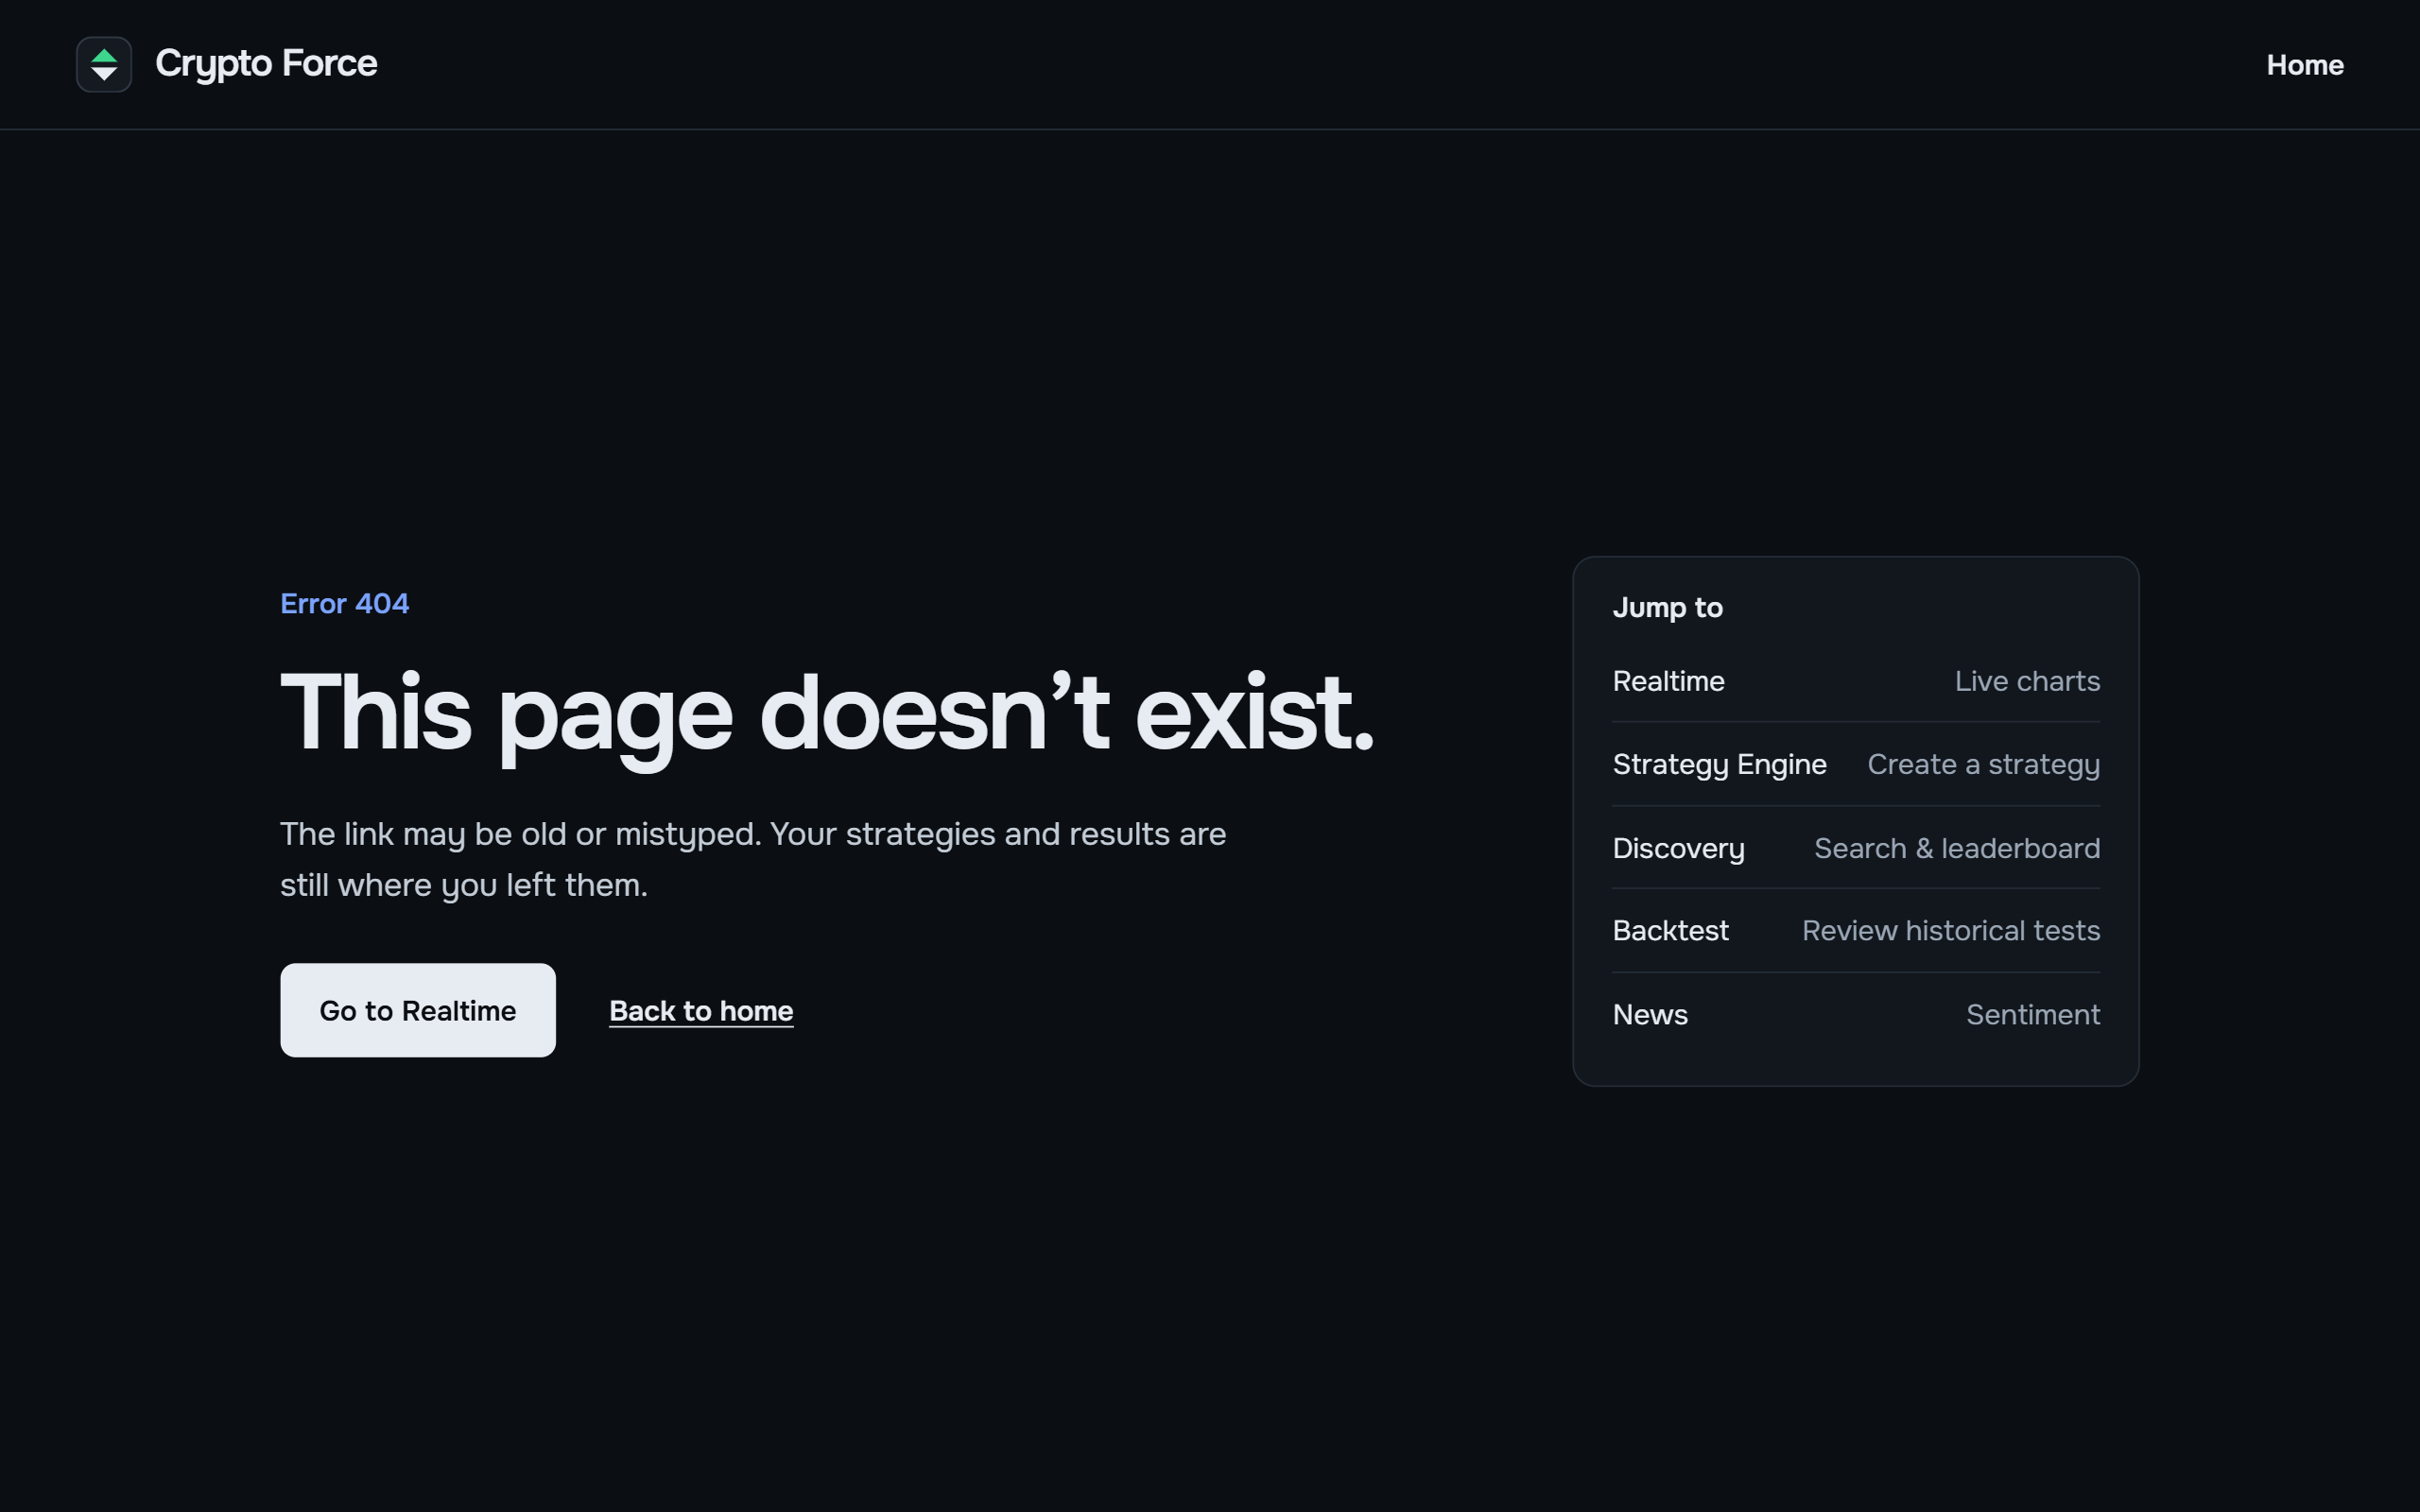 Crypto Force
Home
Error 404
This page doesn’t exist.
The link may be old or mistyped. Your strategies and results are
still where you left them.
Go to Realtime
Back to home
Jump to
Realtime Live charts
Strategy Engine Create a strategy
Discovery Search & leaderboard
Backtest Review historical tests
News Sentiment